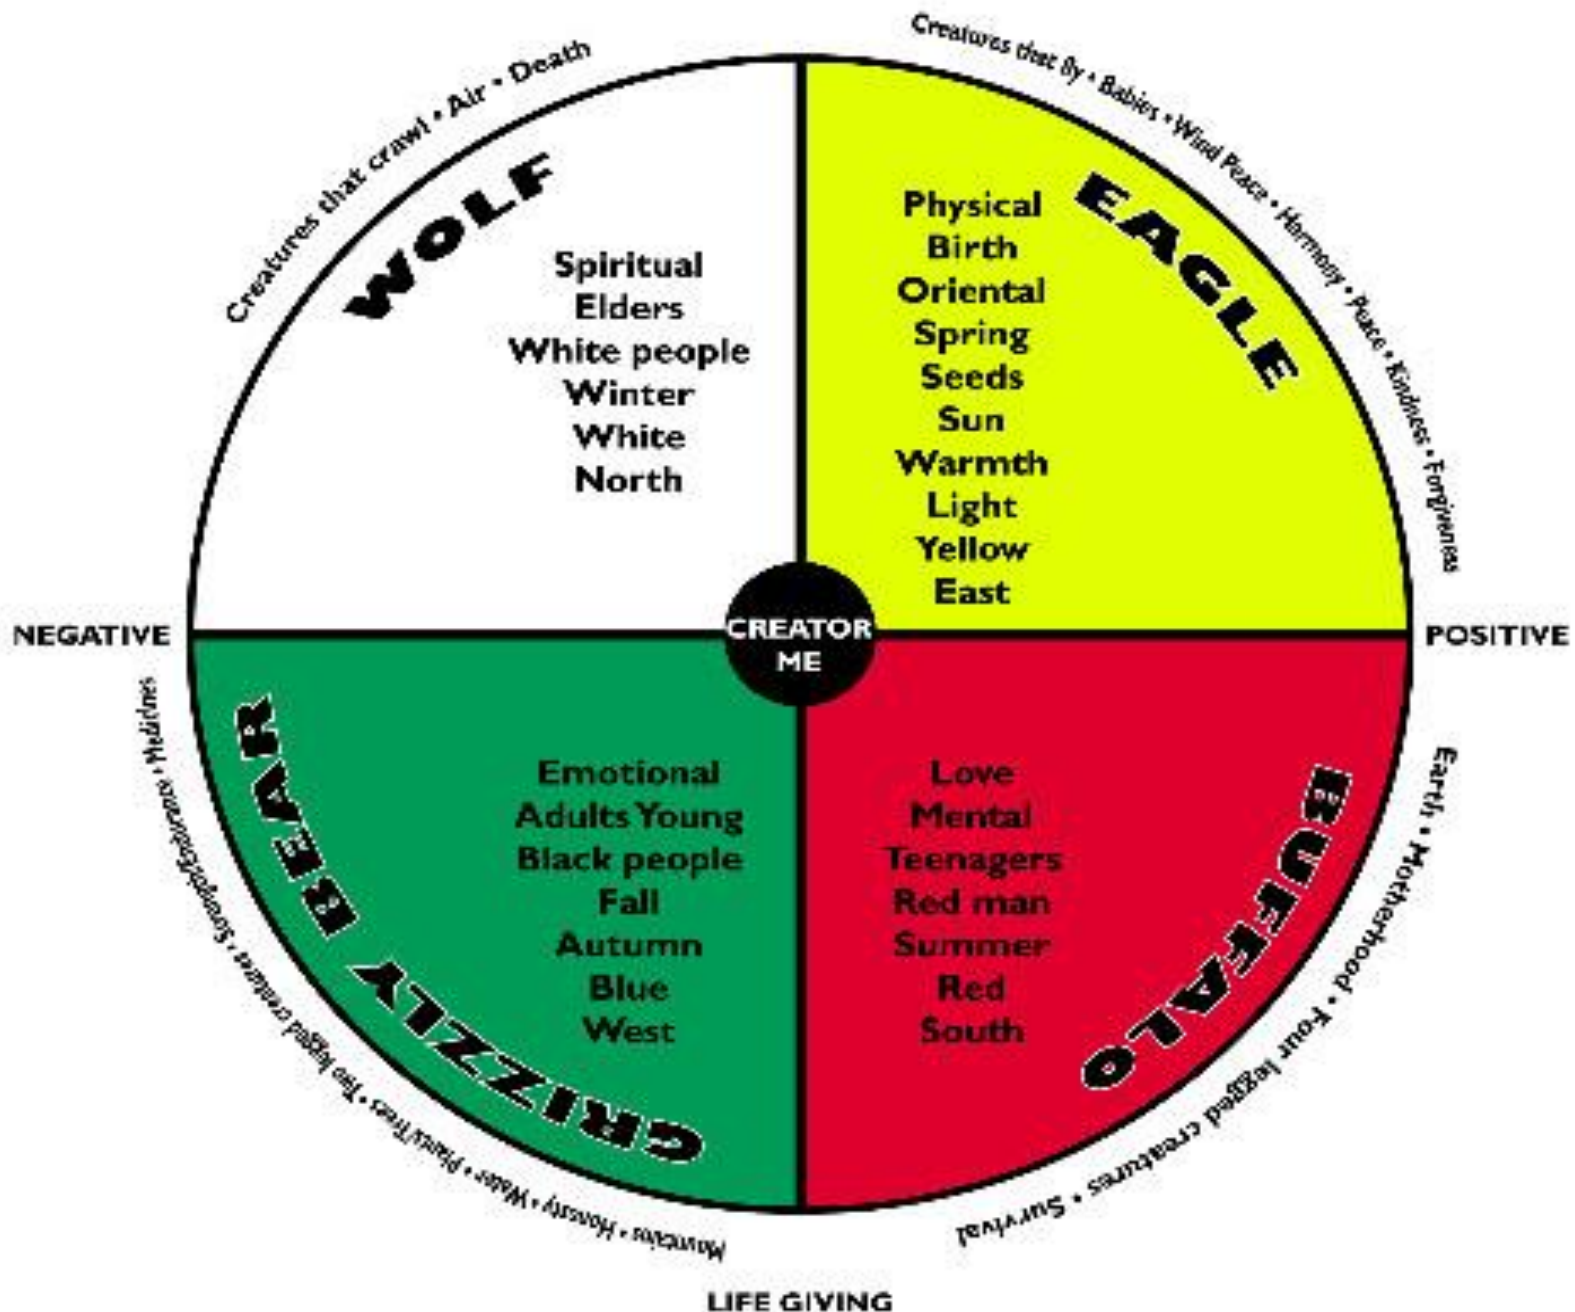 Creatures that crawl • Air • Death
WOLF
Spiritual
Elders
White people
Winter
White
North
Creatures that fly • Babies • Wind Peace • Harmony • Peace • Kindness • Forgiveness
EAGLE
Physical
Birth
Oriental
Spring
Seeds
Sun
Warmth
Light
Yellow
East
NEGATIVE
CREATOR
ME
POSITIVE
GRIZZLY BEAR
Emotional
Adults Young
Black people
Fall
Autumn
Blue
West
Mountains • Honesty • Water • Plants/Trees • Two legged creatures • Strength/Endurance • Medicines
Love
Mental
Teenagers
Red man
Summer
Red
South
BUFFALO
Earth • Motherhood • Four legged creatures • Survival
LIFE GIVING